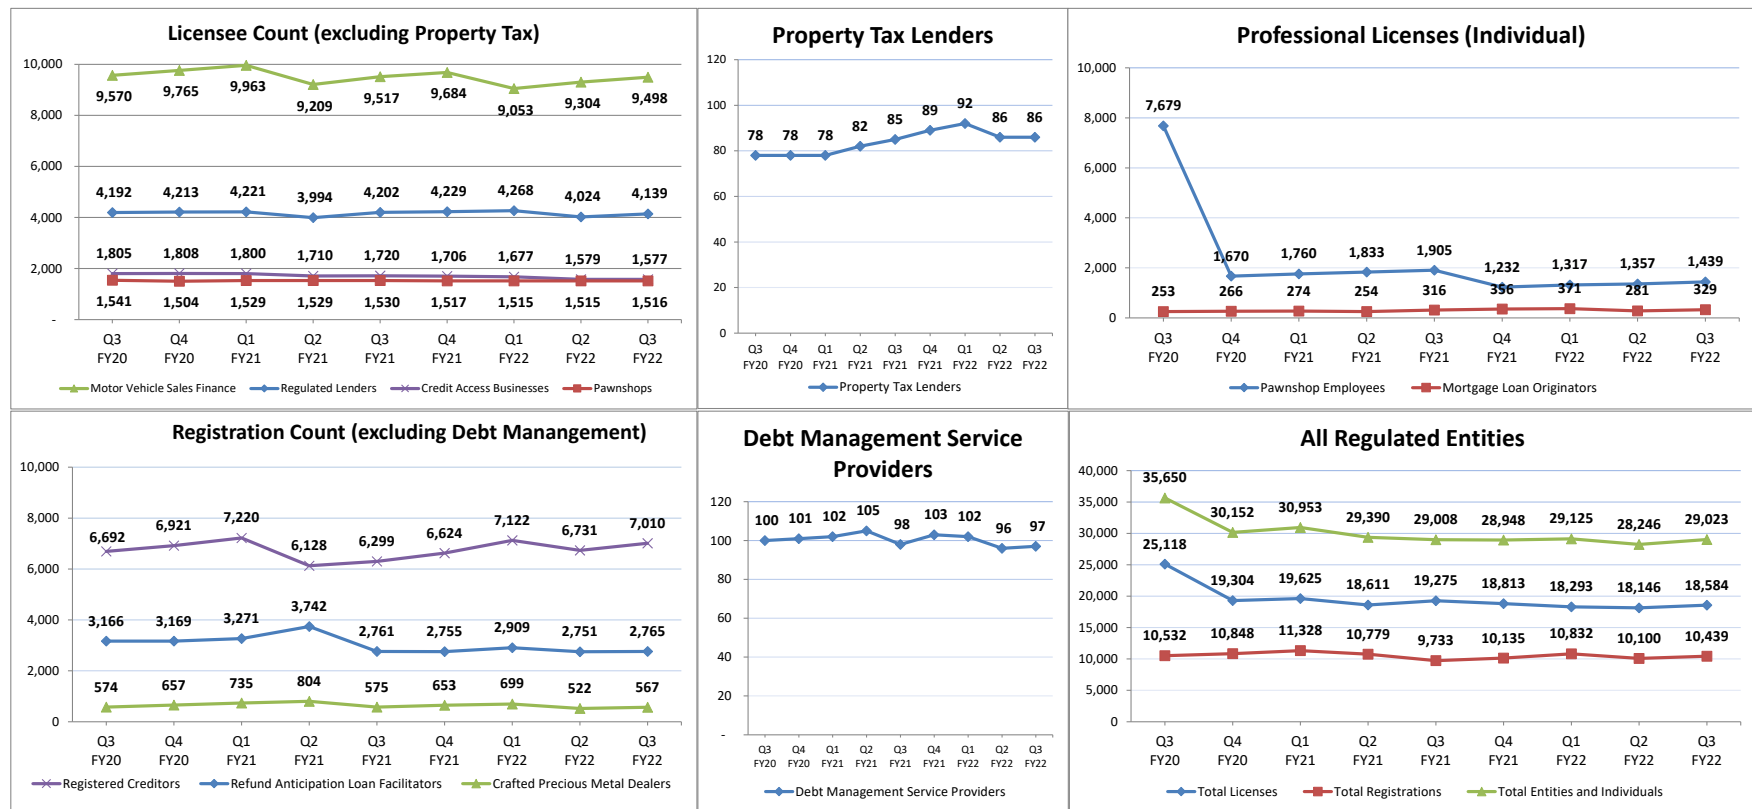 Licensee Count (excluding Property Tax)
10,000
8,000
6,000
4,000
2,000
-
9,570 9,765 9,963 9,209 9,517 9,684 9,053 9,304 9,498
4,192 4,213 4,221 3,994 4,202 4,229 4,268 4,024 4,139
1,805 1,808 1,800 1,710 1,720 1,706 1,677 1,579 1,577
1,541 1,504 1,529 1,529 1,530 1,517 1,515 1,515 1,516
Q3 Q4 Q1 Q2 Q3 Q4 Q1 Q2 Q3
FY20 FY20 FY21 FY21 FY21 FY21 FY22 FY22 FY22
Motor Vehicle Sales Finance Regulated Lenders Credit Access Businesses Pawnshops
Property Tax Lenders
120
100
80
60
40
20
0
78 78 78 82 85 89 92 86 86
Q3 Q4 Q1 Q2 Q3 Q4 Q1 Q2 Q3
FY20 FY20 FY21 FY21 FY21 FY21 FY22 FY22 FY22
Property Tax Lenders
Professional Licenses (Individual)
10,000
8,000
6,000
4,000
2,000
0
7,679 1,670 1,760 1,833 1,905 1,232 1,317 1,357 1,439
253 266 274 254 316 356 371 281 329
Q3 Q4 Q1 Q2 Q3 Q4 Q1 Q2 Q3
FY20 FY20 FY21 FY21 FY21 FY21 FY22 FY22 FY22
Pawnshop Employees Mortgage Loan Originators
Registration Count (excluding Debt Manangement)
10,000
8,000
6,000
4,000
2,000
0
6,692 6,921 7,220 6,128 6,299 6,624 7,122 6,731 7,010
3,166 3,169 3,271 3,742 2,761 2,755 2,909 2,751 2,765
574 657 735 804 575 653 699 522 567
Q3 Q4 Q1 Q2 Q3 Q4 Q1 Q2 Q3
FY20 FY20 FY21 FY21 FY21 FY21 FY22 FY22 FY22
Registered Creditors Refund Anticipation Loan Facilitators Crafted Precious Metal Dealers
Debt Management Service
Providers
120
100
80
60
40
20
-
100 101 102 105 98 103 102 96 97
Q3 Q4 Q1 Q2 Q3 Q4 Q1 Q2 Q3
FY20 FY20 FY21 FY21 FY21 FY21 FY22 FY22 FY22
Debt Management Service Providers
All Regulated Entities
40,000
35,000
30,000
25,000
20,000
15,000
10,000
5,000
0
35,650 30,152 30,953 29,390 29,008 28,948 29,125 28,246 29,023
25,118 19,304 19,625 18,611 19,275 18,813 18,293 18,146 18,584
10,532 10,848 11,328 10,779 9,733 10,135 10,832 10,100 10,439
Q3 Q4 Q1 Q2 Q3 Q4 Q1 Q2 Q3
FY20 FY20 FY21 FY21 FY21 FY21 FY22 FY22 FY22
Total Licenses Total Registrations Total Entities and Individuals